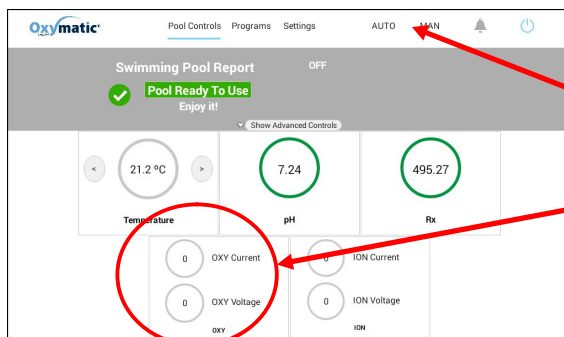 Oxymatic
Pool Controls Programs Settings AUTO MAN
Swimming Pool Report OFF
Pool Ready To Use
Enjoy it!
Show Advanced Controls
< 21.2 ºC > 7.24 495.27
Temperature pH Rx
0 OXY Current 0 ION Current
0 OXY Voltage 0 ION Voltage
OXY ION